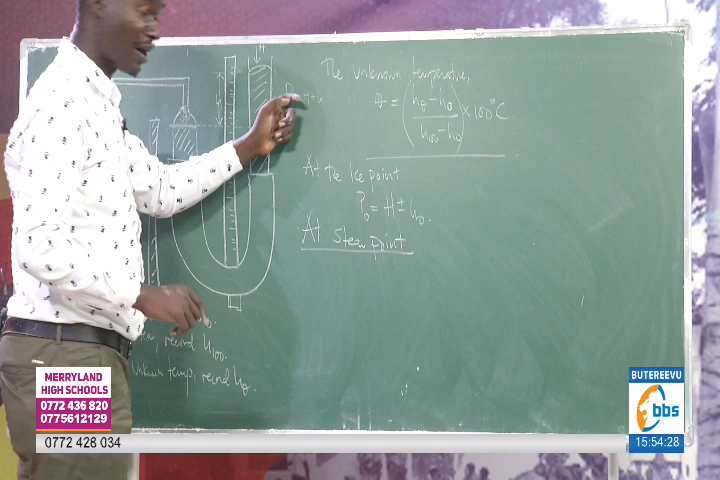 The unknown temperature,
θ = (hθ - h0 / h100 - h0) × 100°C
At the Ice point
P0 = H ± h0.
At Steam point
record h100.
Unknown temp, record hθ.
MERRYLAND
HIGH SCHOOLS
0772 436 820
0775612129
0772 428 034
BUTEREEVU
bbs
15:54:28